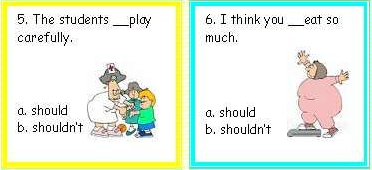 5. The students __play
carefully.
a. should
b. shouldn't
6. I think you __eat so
much.
a. should
b. shouldn't